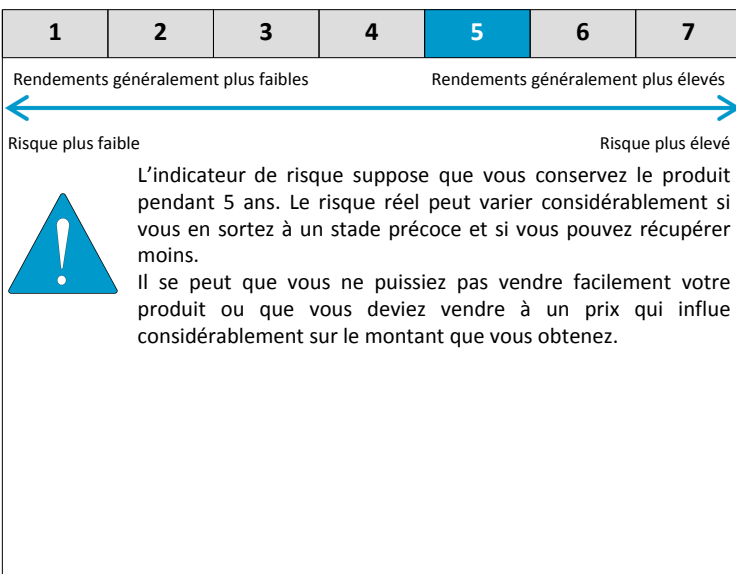 1 2 3 4 5 6 7
Rendements généralement plus faibles Rendements généralement plus élevés
Risque plus faible Risque plus élevé
L'indicateur de risque suppose que vous conservez le produit
pendant 5 ans. Le risque réel peut varier considérablement si
vous en sortez à un stade précoce et si vous pouvez récupérer
moins.
Il se peut que vous ne puissiez pas vendre facilement votre
produit ou que vous deviez vendre à un prix qui influe
considérablement sur le montant que vous obtenez.